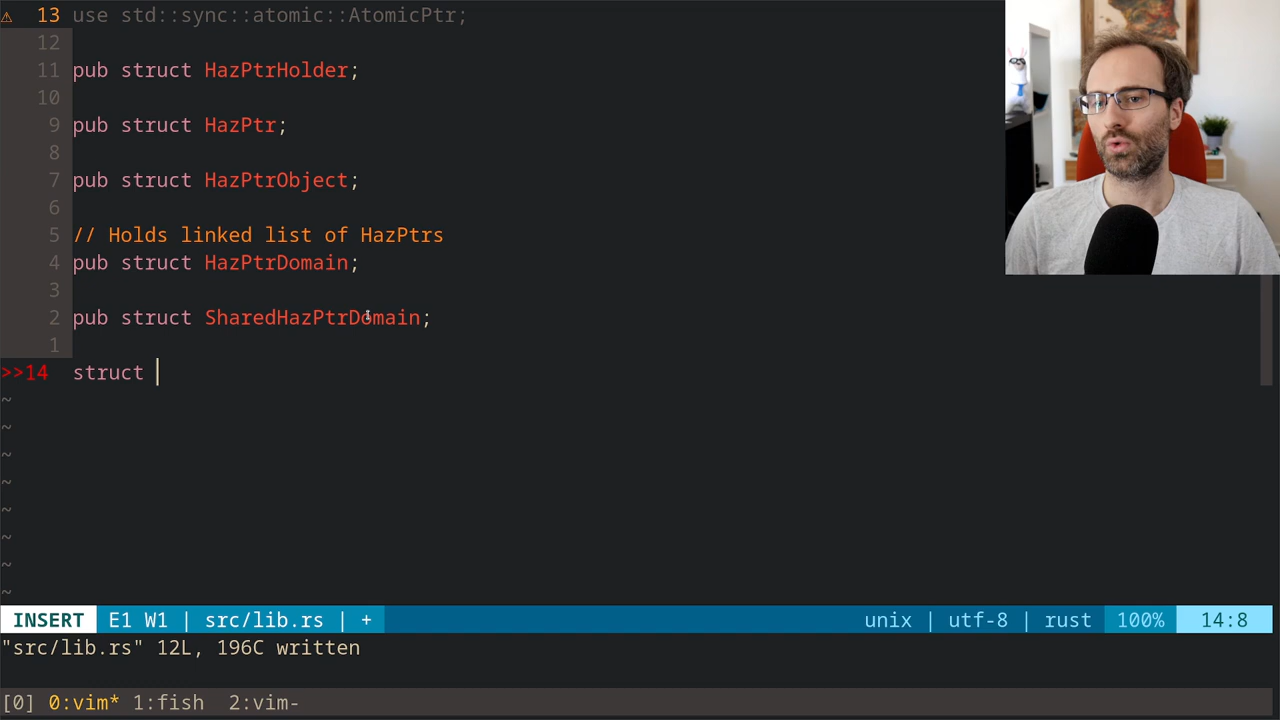 ⚠ 13 use std::sync::atomic::AtomicPtr;
12
11 pub struct HazPtrHolder;
10
9 pub struct HazPtr;
8
7 pub struct HazPtrObject;
6
5 // Holds linked list of HazPtrs
4 pub struct HazPtrDomain;
3
2 pub struct SharedHazPtrDomain;
1
>>14 struct
~
~
~
~
~
~
~
~
INSERT E1 W1 | src/lib.rs | + unix | utf-8 | rust 100% 14:8
"src/lib.rs" 12L, 196C written
[0] 0:vim* 1:fish 2:vim-